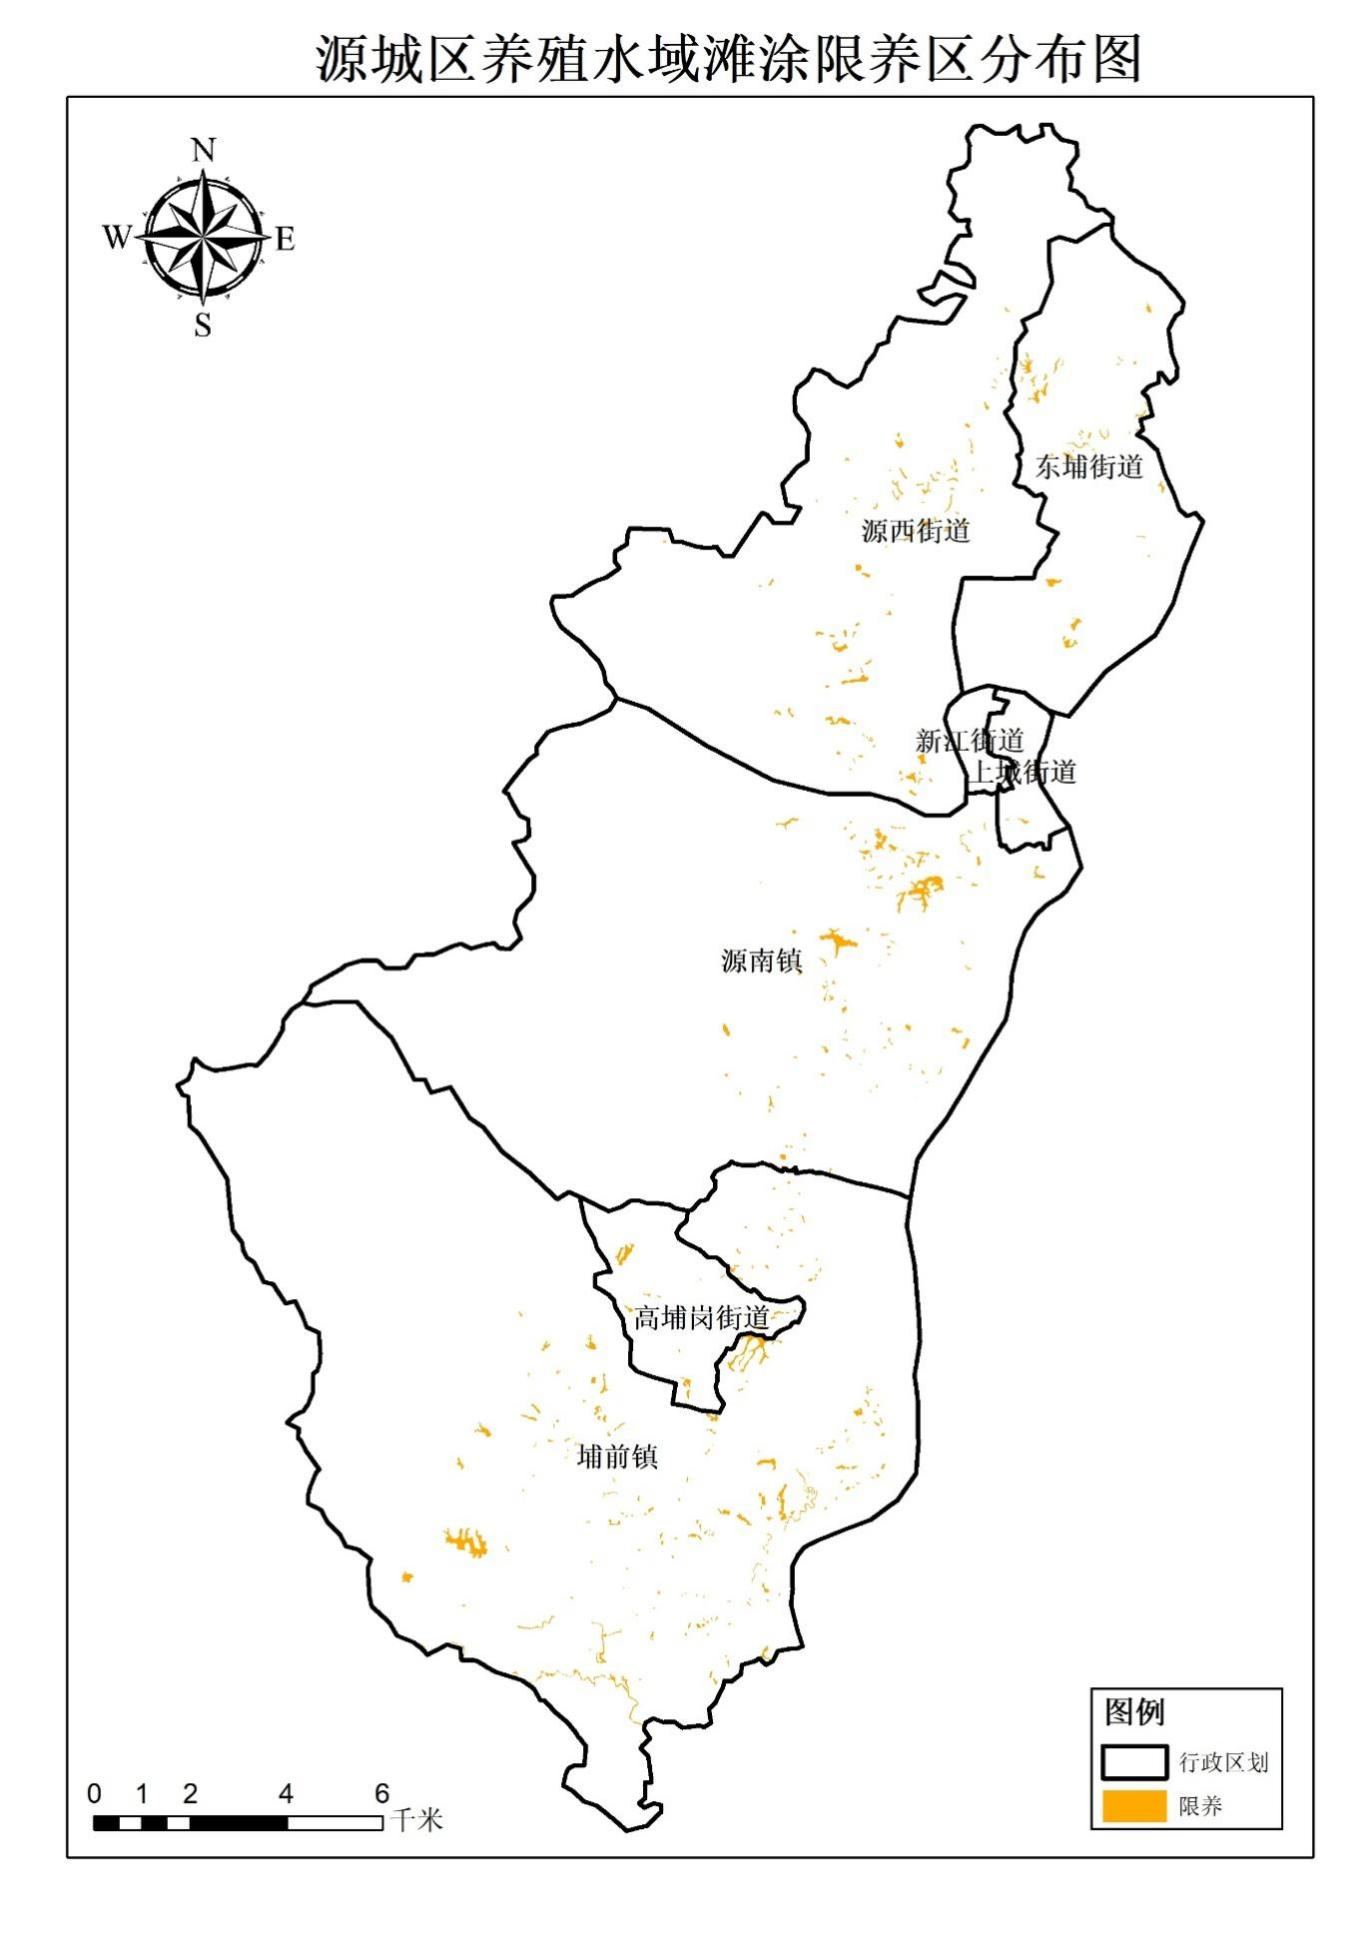 源城区养殖水域滩涂限养区分布图
N
W
E
S
东埔街道
源西街道
新江街道
上城街道
源南镇
高埔岗街道
埔前镇
图例
行政区划
限养
0 1 2 4 6
千米